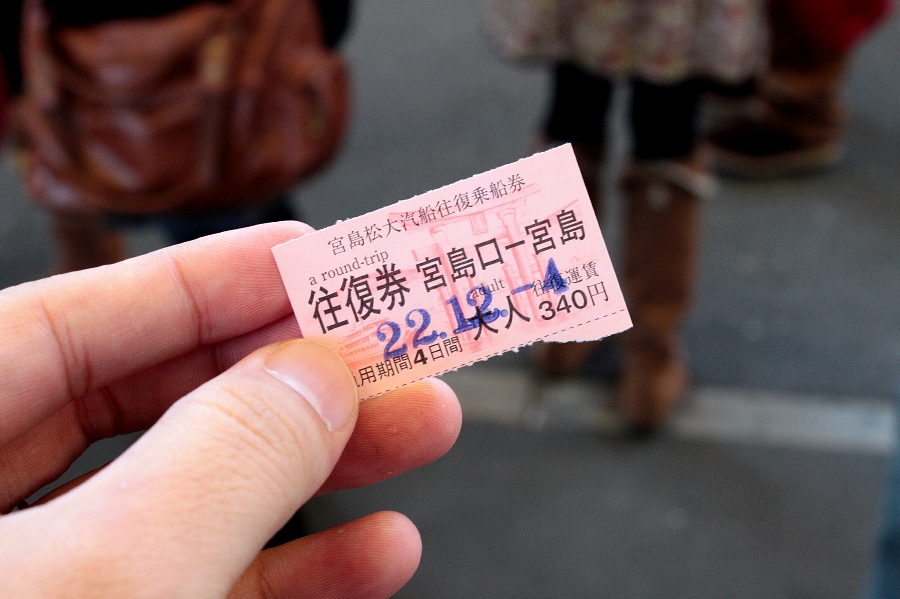 宮島松大汽船往復乗船券
a round-trip
往復券 宮島口ー宮島
adult 往復運賃
大人 340円
22.12.-4
用期間4日間